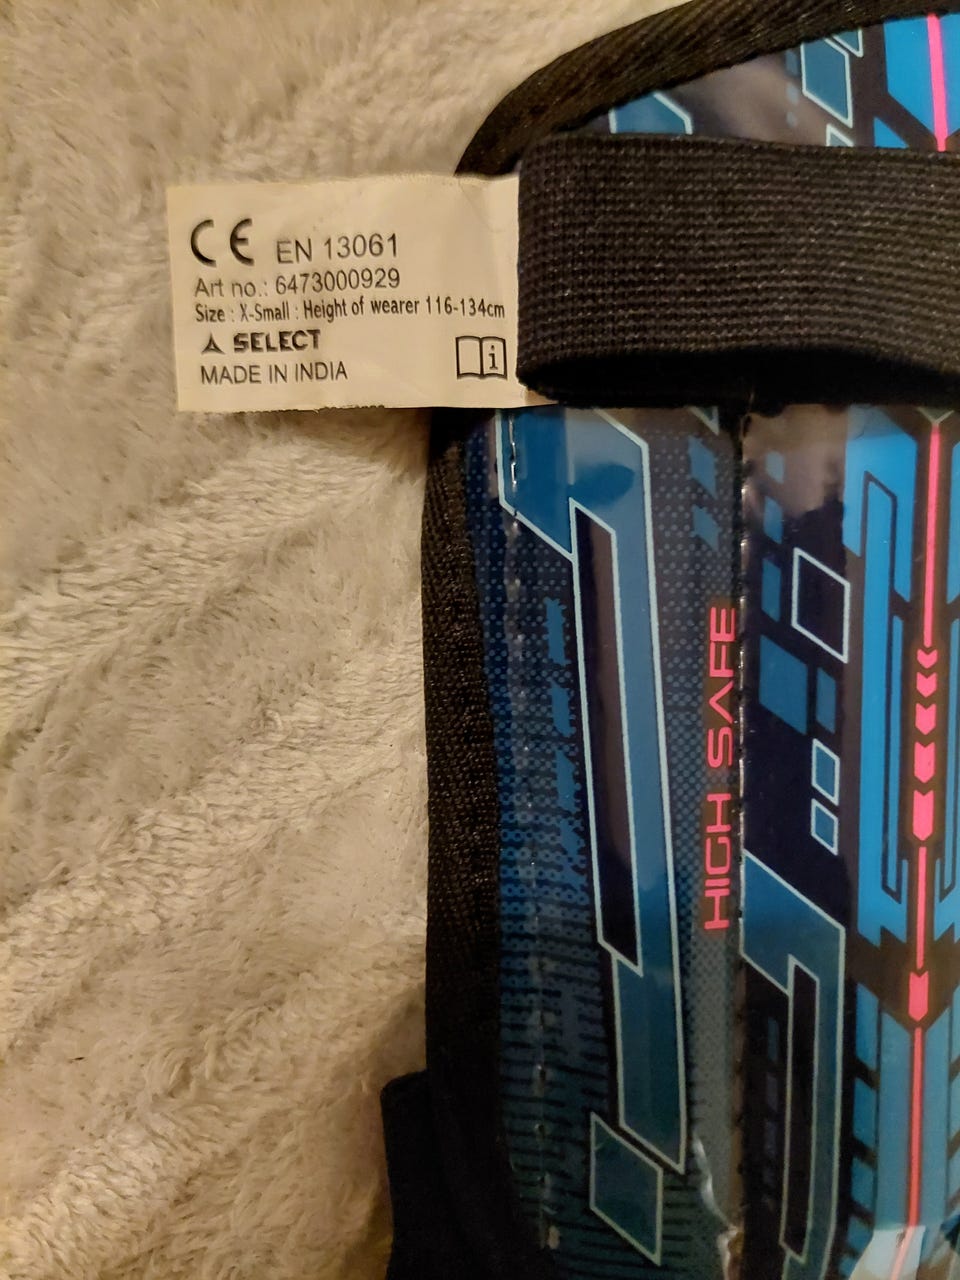 CE EN 13061
Art no.: 6473000929
Size : X-Small : Height of wearer 116-134cm
SELECT
MADE IN INDIA
i
HIGH SAFE